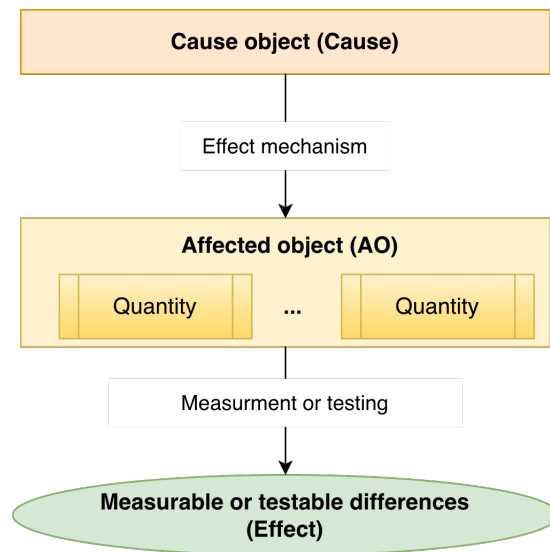 Cause object (Cause)
Effect mechanism
Affected object (AO)
Quantity ... Quantity
Measurment or testing
Measurable or testable differences
(Effect)